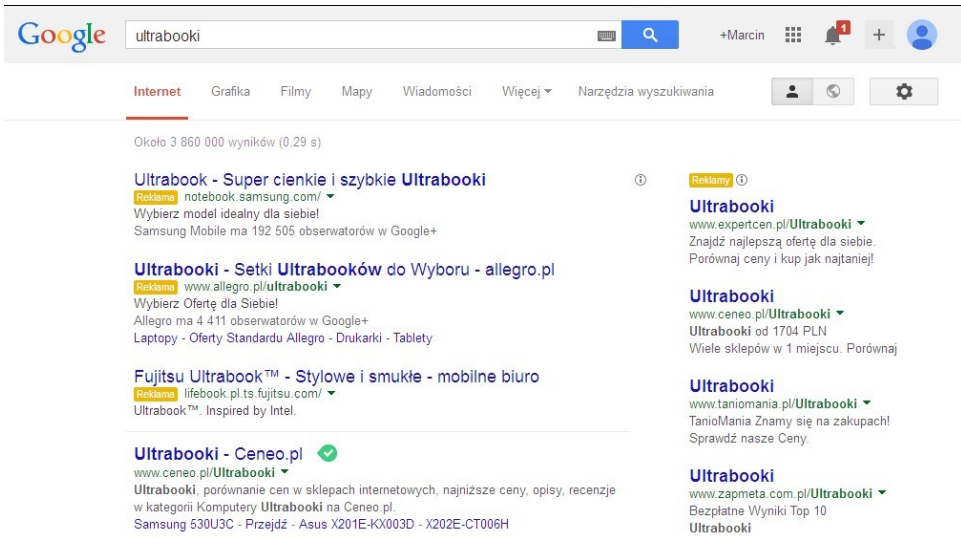 Google
ultrabooki
+Marcin
1
+
Internet Grafika Filmy Mapy Wiadomości Więcej Narzędzia wyszukiwania
Około 3 860 000 wyników (0,29 s)
Ultrabook - Super cienkie i szybkie Ultrabooki
Reklama notebook.samsung.com/
Wybierz model idealny dla siebie!
Samsung Mobile ma 192 505 obserwatorów w Google+
Ultrabooki - Setki Ultrabooków do Wyboru - allegro.pl
Reklama www.allegro.pl/ultrabooki
Wybierz Ofertę dla Siebie!
Allegro ma 4 411 obserwatorów w Google+
Laptopy - Oferty Standardu Allegro - Drukarki - Tablety
Fujitsu Ultrabook™ - Stylowe i smukłe - mobilne biuro
Reklama lifebook.pl.ts.fujitsu.com/
Ultrabook™. Inspired by Intel.
Ultrabooki - Ceneo.pl
www.ceneo.pl/Ultrabooki
Ultrabooki, porównanie cen w sklepach internetowych, najniższe ceny, opisy, recenzje
w kategorii Komputery Ultrabooki na Ceneo.pl.
Samsung 530U3C - Przejdź - Asus X201E-KX003D - X202E-CT006H
Reklamy
Ultrabooki
www.expertcen.pl/Ultrabooki
Znajdź najlepszą ofertę dla siebie.
Porównaj ceny i kup jak najtaniej!
Ultrabooki
www.ceneo.pl/Ultrabooki
Ultrabooki od 1704 PLN
Wiele sklepów w 1 miejscu. Porównaj
Ultrabooki
www.taniomania.pl/Ultrabooki
TanioMania Znamy się na zakupach!
Sprawdź nasze Ceny.
Ultrabooki
www.zapmeta.com.pl/Ultrabooki
Bezpłatne Wyniki Top 10
Ultrabooki